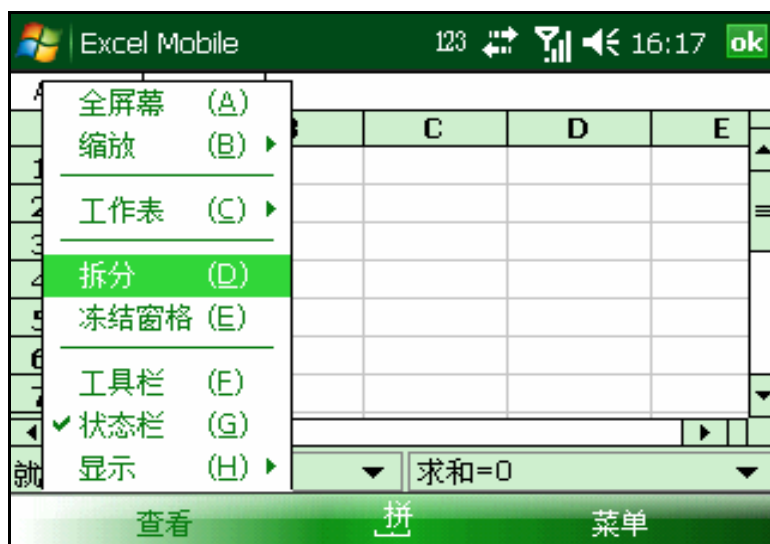 Excel Mobile 123 16:17 ok
全屏幕 (A)
缩放 (B)
工作表 (C)
拆分 (D)
冻结窗格 (E)
工具栏 (F)
状态栏 (G)
显示 (H)
C D E
就
求和=0
查看 拼 菜单